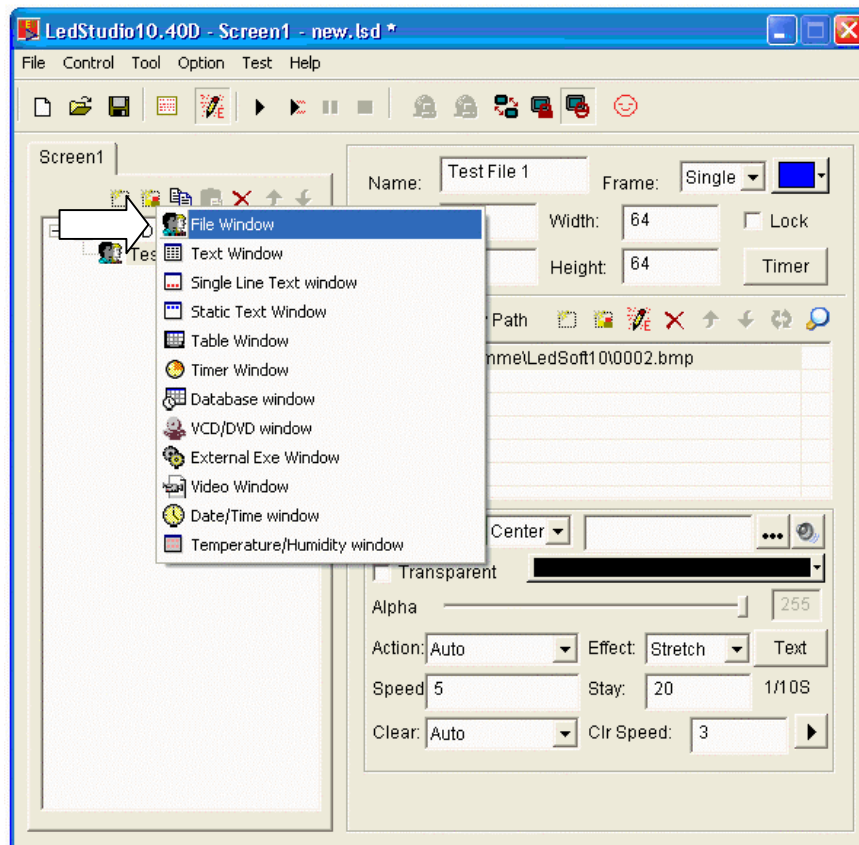 LedStudio10.40D - Screen1 - new.lsd *
File Control Tool Option Test Help
Screen1
Name: Test File 1 Frame: Single
Width: 64 Lock
Height: 64 Timer
File Window
Text Window
Single Line Text window
Static Text Window
Table Window
Timer Window
Database window
VCD/DVD window
External Exe Window
Video Window
Date/Time window
Temperature/Humidity window
Path
mme\LedSoft10\0002.bmp
Center
Transparent
Alpha 255
Action: Auto Effect: Stretch Text
Speed 5 Stay: 20 1/10S
Clear: Auto Clr Speed: 3